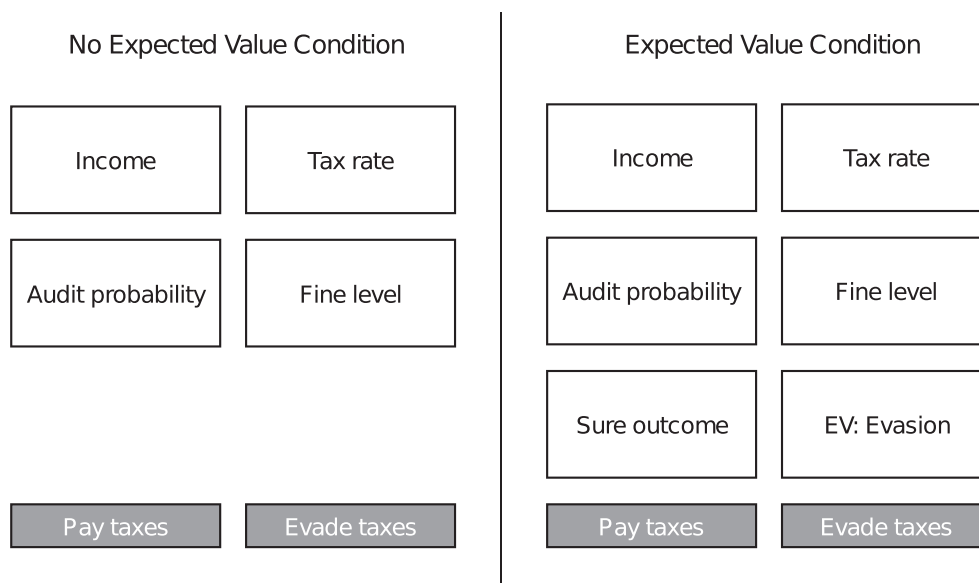 No Expected Value Condition
Income
Tax rate
Audit probability
Fine level
Pay taxes
Evade taxes
Expected Value Condition
Income
Tax rate
Audit probability
Fine level
Sure outcome
EV: Evasion
Pay taxes
Evade taxes